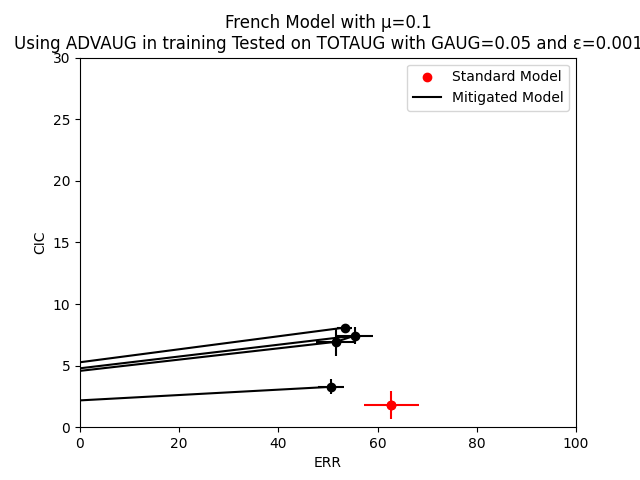 French Model with μ=0.1
Using ADVAUG in training Tested on TOTAUG with GAUG=0.05 and ε=0.001
30
25
20
15
10
5
0
CIC
Standard Model
Mitigated Model
0 20 40 60 80 100
ERR